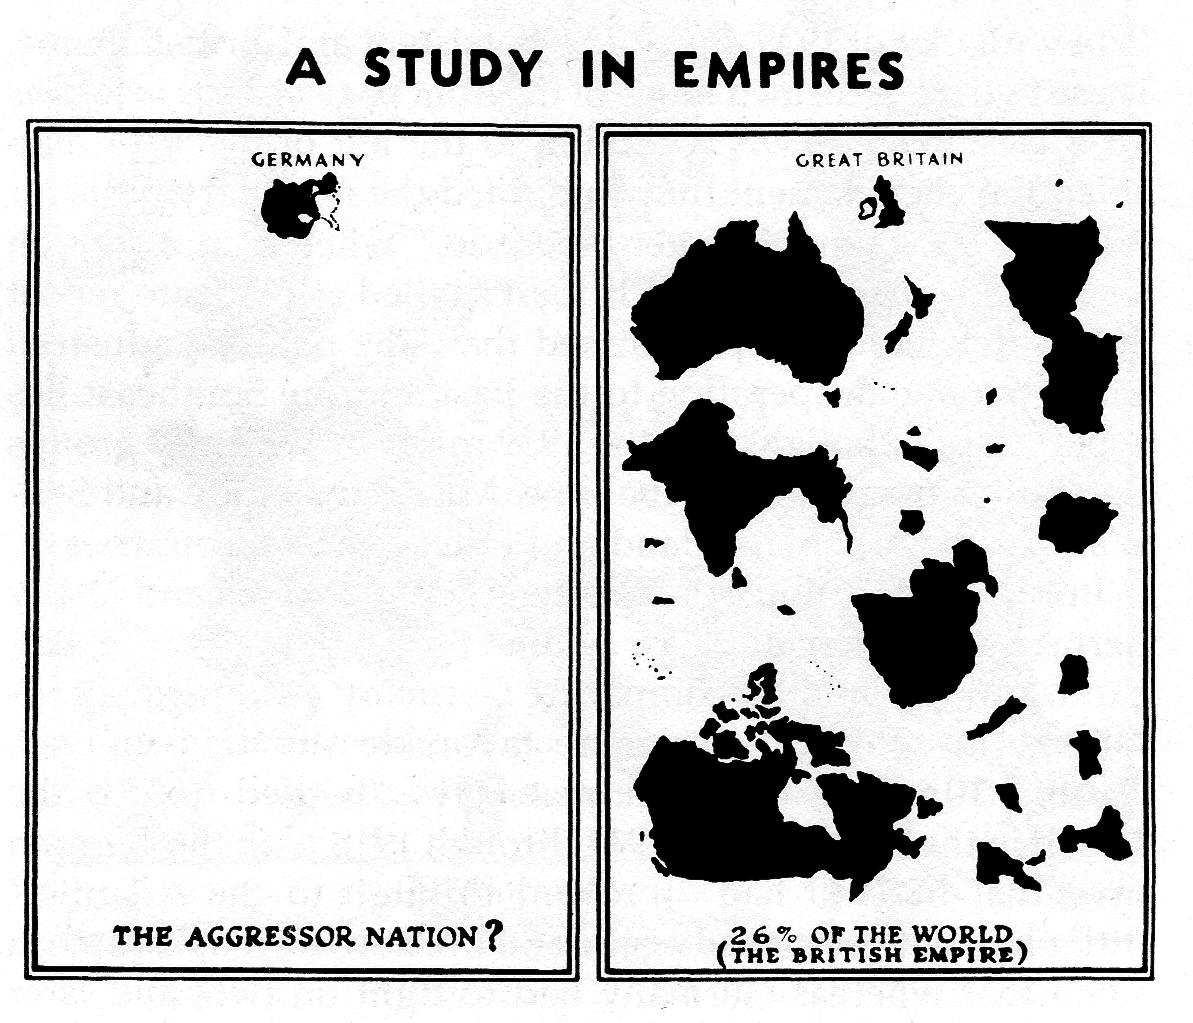 A STUDY IN EMPIRES
GERMANY
THE AGGRESSOR NATION?
GREAT BRITAIN
26% OF THE WORLD
(THE BRITISH EMPIRE)